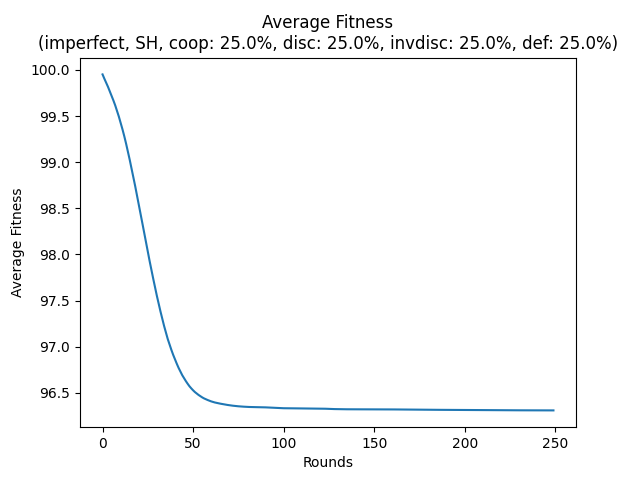 Average Fitness
(imperfect, SH, coop: 25.0%, disc: 25.0%, invdisc: 25.0%, def: 25.0%)
100.0
99.5
99.0
98.5
98.0
97.5
97.0
96.5
Average Fitness
0 50 100 150 200 250
Rounds